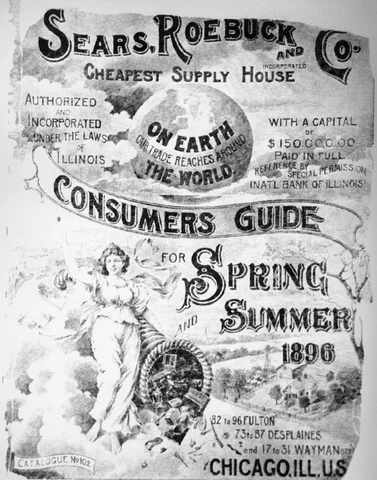 SEARS, ROEBUCK AND CO.
INCORPORATED
CHEAPEST SUPPLY HOUSE
AUTHORIZED
AND
INCORPORATED
UNDER THE LAWS
OF
ILLINOIS
ON EARTH
OUR TRADE REACHES AROUND
THE WORLD.
WITH A CAPITAL
OF
$150.000.00
PAID IN FULL
REFERENCE BY SPECIAL PERMISSION
(NAT'L BANK OF ILLINOIS)
CONSUMERS GUIDE
FOR
SPRING
AND
SUMMER
1896
82 TO 96 FULTON
73 TO 87 DESPLAINES
and 17 TO 31 WAYMAN STS
CHICAGO, ILL, U.S
CATALOGUE No 102